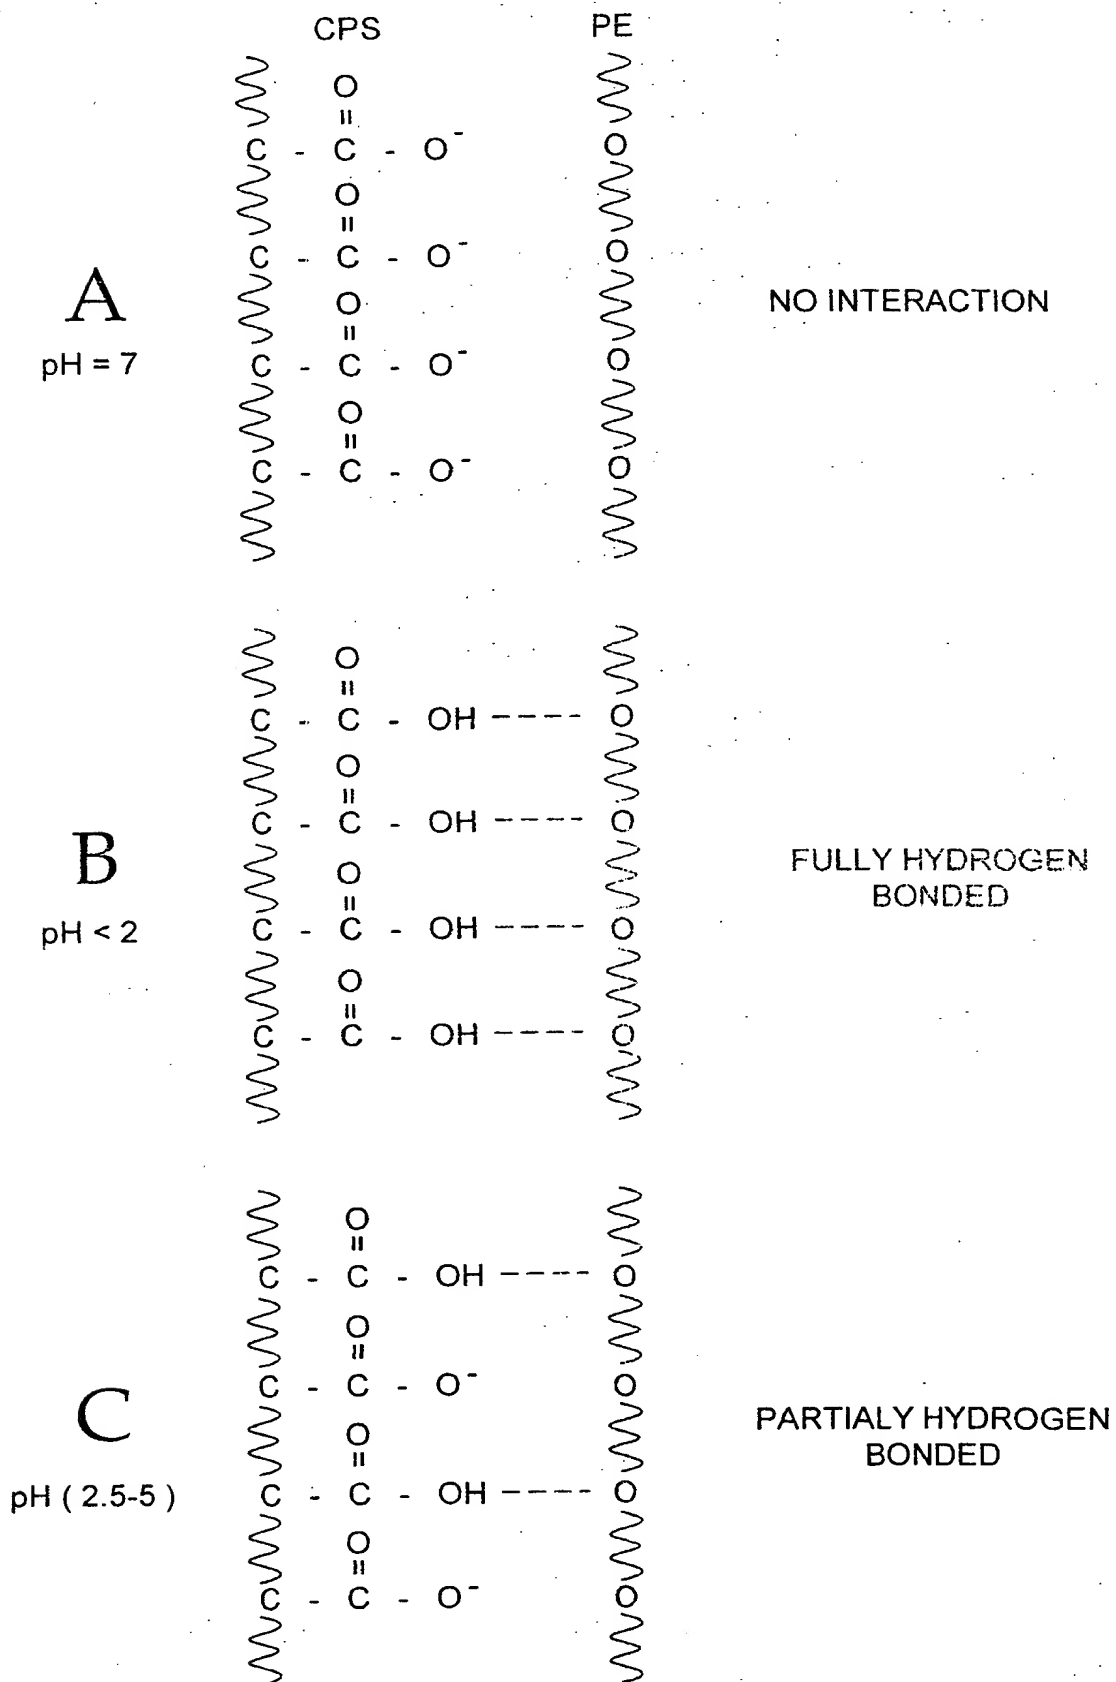 CPS PE
O
=
C - C - O⁻ O
O
=
C - C - O⁻ O
A
O
=
NO INTERACTION
pH = 7
C - C - O⁻ O
O
=
C - C - O⁻ O
O
=
C - C - OH ---- O
O
=
C - C - OH ---- O
B
O
=
FULLY HYDROGEN
BONDED
pH < 2
C - C - OH ---- O
O
=
C - C - OH ---- O
O
=
C - C - OH ---- O
O
=
C - C - O⁻ O
C
O
=
PARTIALY HYDROGEN
BONDED
pH ( 2.5-5 )
C - C - OH ---- O
O
=
C - C - O⁻ O